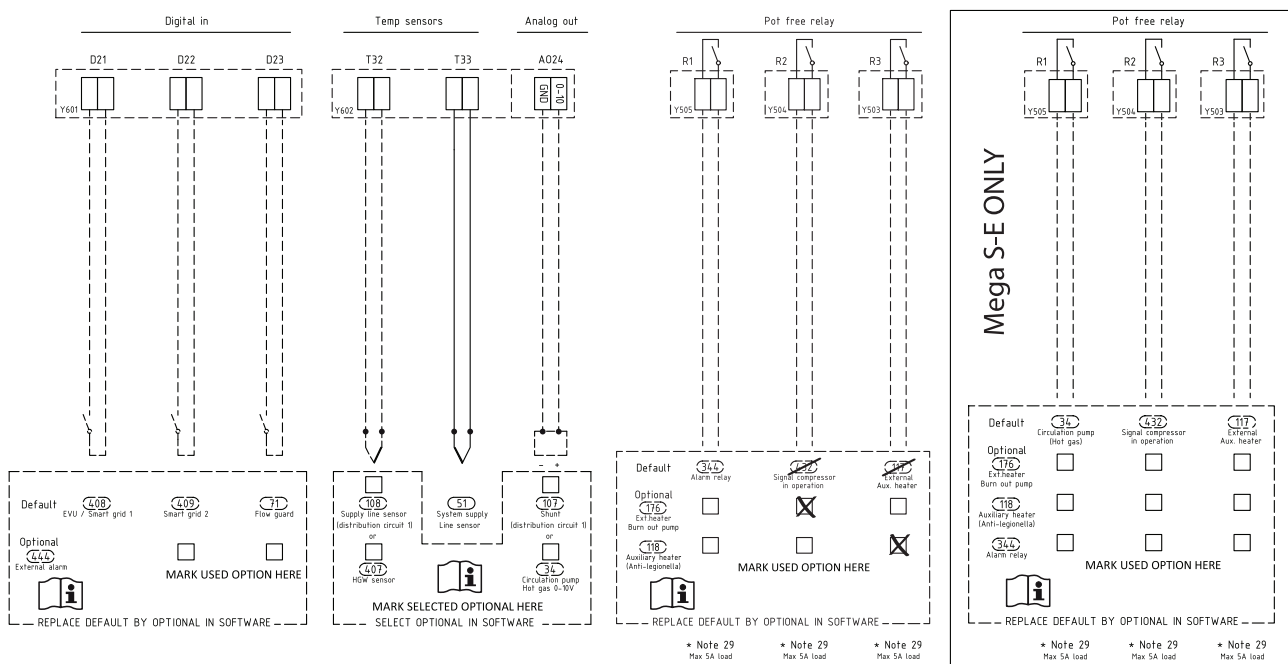 Digital in
Temp sensors
Analog out
Pot free relay
Pot free relay
D21 D22 D23
T32 T33 AO24
R1 R2 R3
R1 R2 R3
Y601
Y602
GND
0-10
Y505 Y504 Y503
Y505 Y504 Y503
Mega S-E ONLY
- +
Default
408
EVU / Smart grid 1
409
Smart grid 2
71
Flow guard
Optional
444
External alarm
MARK USED OPTION HERE
i
REPLACE DEFAULT BY OPTIONAL IN SOFTWARE
108
Supply line sensor
(distribution circuit 1)
or
407
HGW sensor
51
System supply
Line sensor
107
Shunt
(distribution circuit 1)
or
34
Circulation pump
Hot gas 0-10V
i
MARK SELECTED OPTIONAL HERE
SELECT OPTIONAL IN SOFTWARE
Default
344
Alarm relay
432
Signal compressor
in operation
117
External
Aux. heater
Optional
176
Ext.heater
Burn out pump
X
118
Auxiliary heater
(Anti-legionella)
X
MARK USED OPTION HERE
i
REPLACE DEFAULT BY OPTIONAL IN SOFTWARE
* Note 29 * Note 29 * Note 29
Max 5A load Max 5A load Max 5A load
Default
34
Circulation pump
(Hot gas)
432
Signal compressor
in operation
117
External
Aux. heater
Optional
176
Ext.heater
Burn out pump
118
Auxiliary heater
(Anti-legionella)
344
Alarm relay
MARK USED OPTION HERE
i
REPLACE DEFAULT BY OPTIONAL IN SOFTWARE
* Note 29 * Note 29 * Note 29
Max 5A load Max 5A load Max 5A load